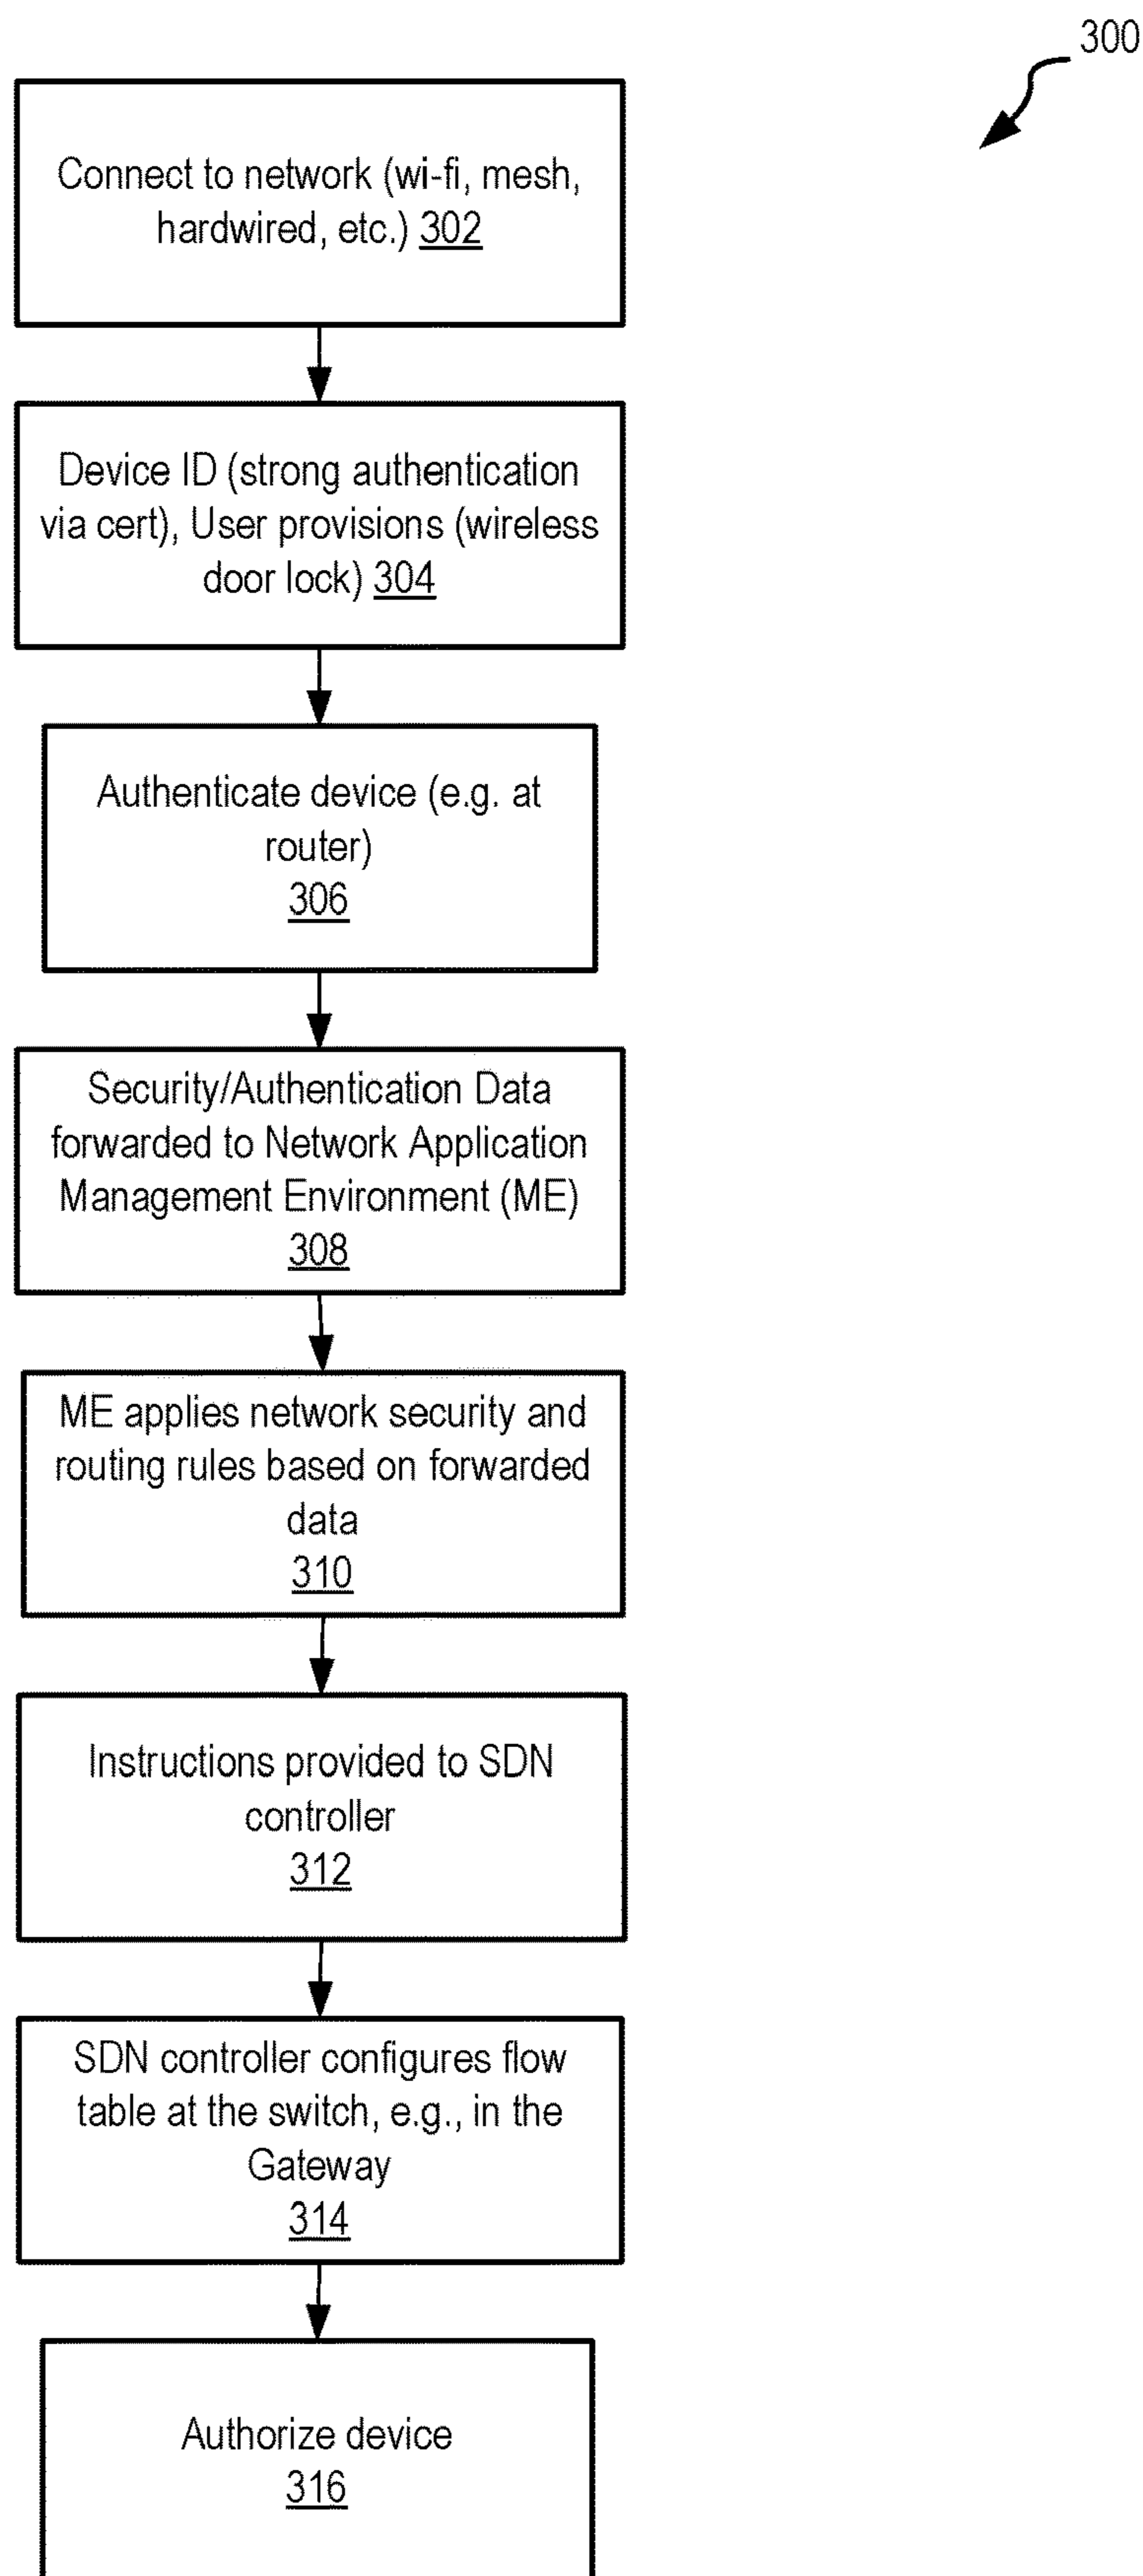 300
Connect to network (wi-fi, mesh,
hardwired, etc.) 302
Device ID (strong authentication
via cert), User provisions (wireless
door lock) 304
Authenticate device (e.g. at
router)
306
Security/Authentication Data
forwarded to Network Application
Management Environment (ME)
308
ME applies network security and
routing rules based on forwarded
data
310
Instructions provided to SDN
controller
312
SDN controller configures flow
table at the switch, e.g., in the
Gateway
314
Authorize device
316